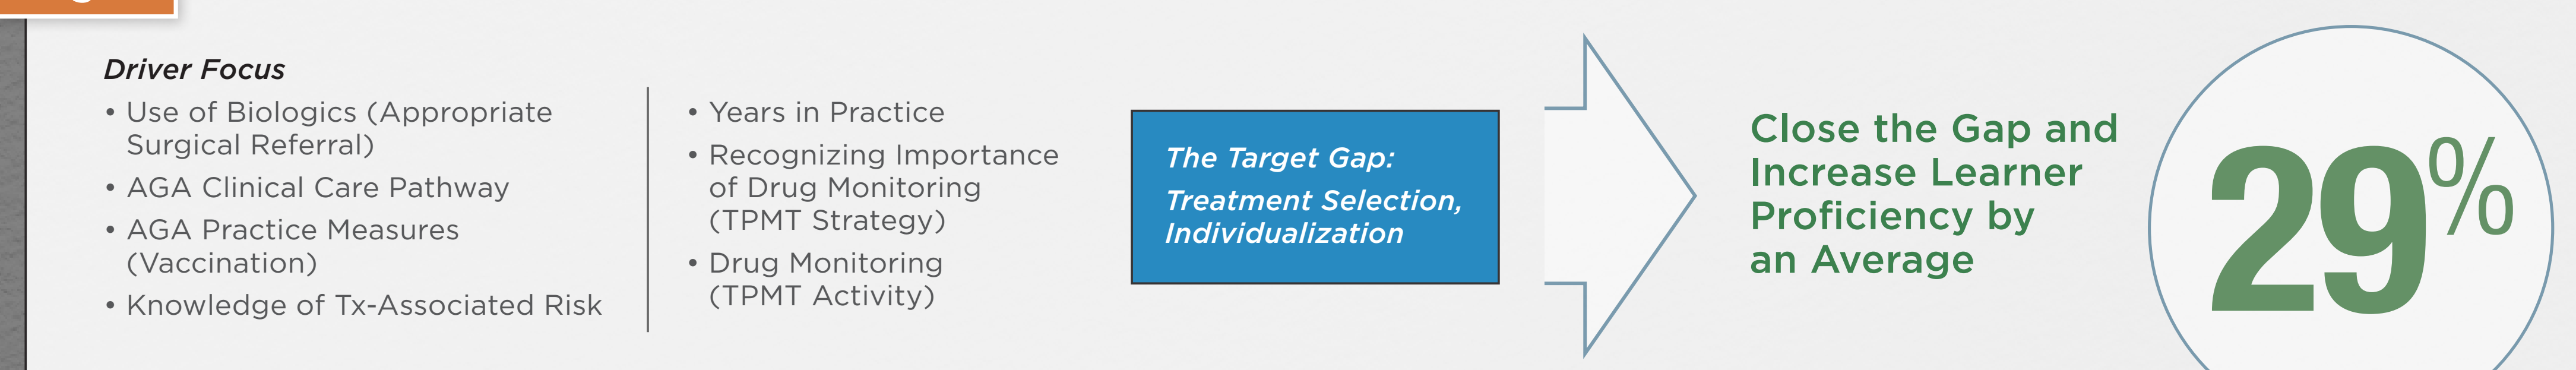 Driver Focus
• Use of Biologics (Appropriate
Surgical Referral)
• AGA Clinical Care Pathway
• AGA Practice Measures
(Vaccination)
• Knowledge of Tx-Associated Risk
• Years in Practice
• Recognizing Importance
of Drug Monitoring
(TPMT Strategy)
• Drug Monitoring
(TPMT Activity)
The Target Gap:
Treatment Selection,
Individualization
Close the Gap and
Increase Learner
Proficiency by
an Average
29%